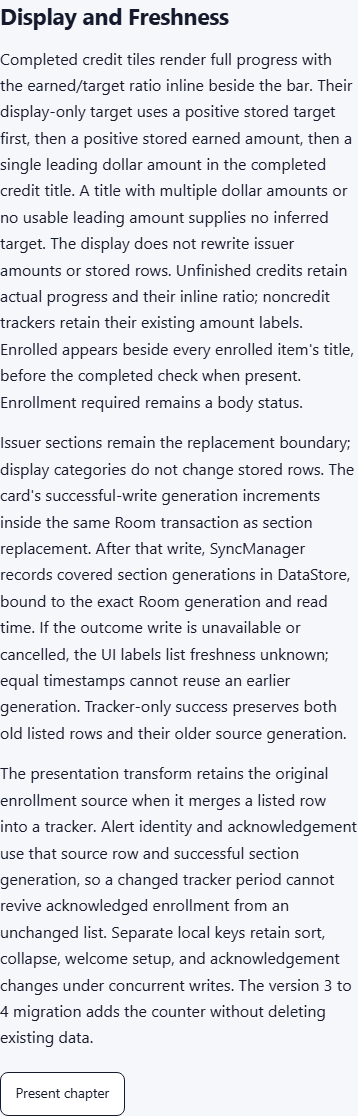 Display and Freshness
Completed credit tiles render full progress with
the earned/target ratio inline beside the bar. Their
display-only target uses a positive stored target
first, then a positive stored earned amount, then a
single leading dollar amount in the completed
credit title. A title with multiple dollar amounts or
no usable leading amount supplies no inferred
target. The display does not rewrite issuer
amounts or stored rows. Unfinished credits retain
actual progress and their inline ratio; noncredit
trackers retain their existing amount labels.
Enrolled appears beside every enrolled item's title,
before the completed check when present.
Enrollment required remains a body status.
Issuer sections remain the replacement boundary;
display categories do not change stored rows. The
card's successful-write generation increments
inside the same Room transaction as section
replacement. After that write, SyncManager
records covered section generations in DataStore,
bound to the exact Room generation and read
time. If the outcome write is unavailable or
cancelled, the UI labels list freshness unknown;
equal timestamps cannot reuse an earlier
generation. Tracker-only success preserves both
old listed rows and their older source generation.
The presentation transform retains the original
enrollment source when it merges a listed row
into a tracker. Alert identity and acknowledgement
use that source row and successful section
generation, so a changed tracker period cannot
revive acknowledged enrollment from an
unchanged list. Separate local keys retain sort,
collapse, welcome setup, and acknowledgement
changes under concurrent writes. The version 3 to
4 migration adds the counter without deleting
existing data.
Present chapter